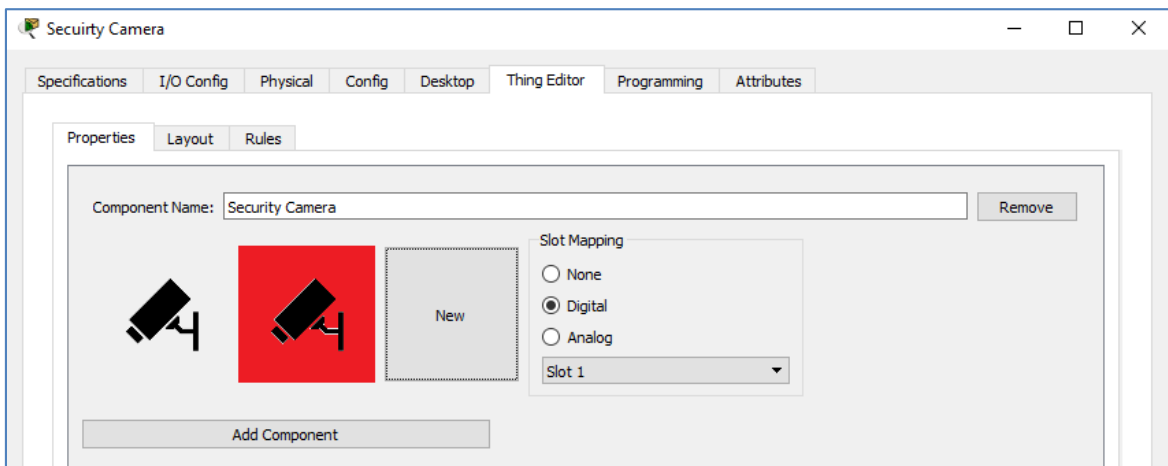 Secuirty Camera
Specifications I/O Config Physical Config Desktop Thing Editor Programming Attributes
Properties Layout Rules
Component Name: Security Camera Remove
Slot Mapping
None
Digital
New
Analog
Slot 1
Add Component